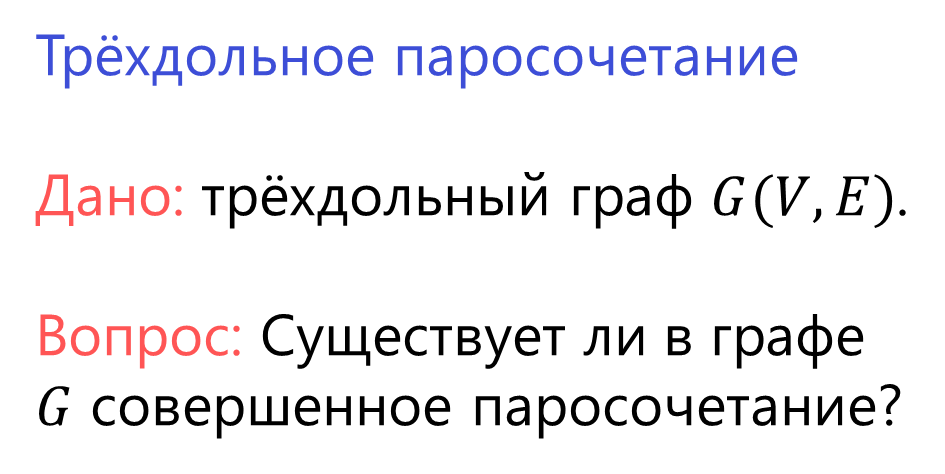 Трёхдольное паросочетание
Дано: трёхдольный граф G(V, E).
Вопрос: Существует ли в графе
G совершенное паросочетание?